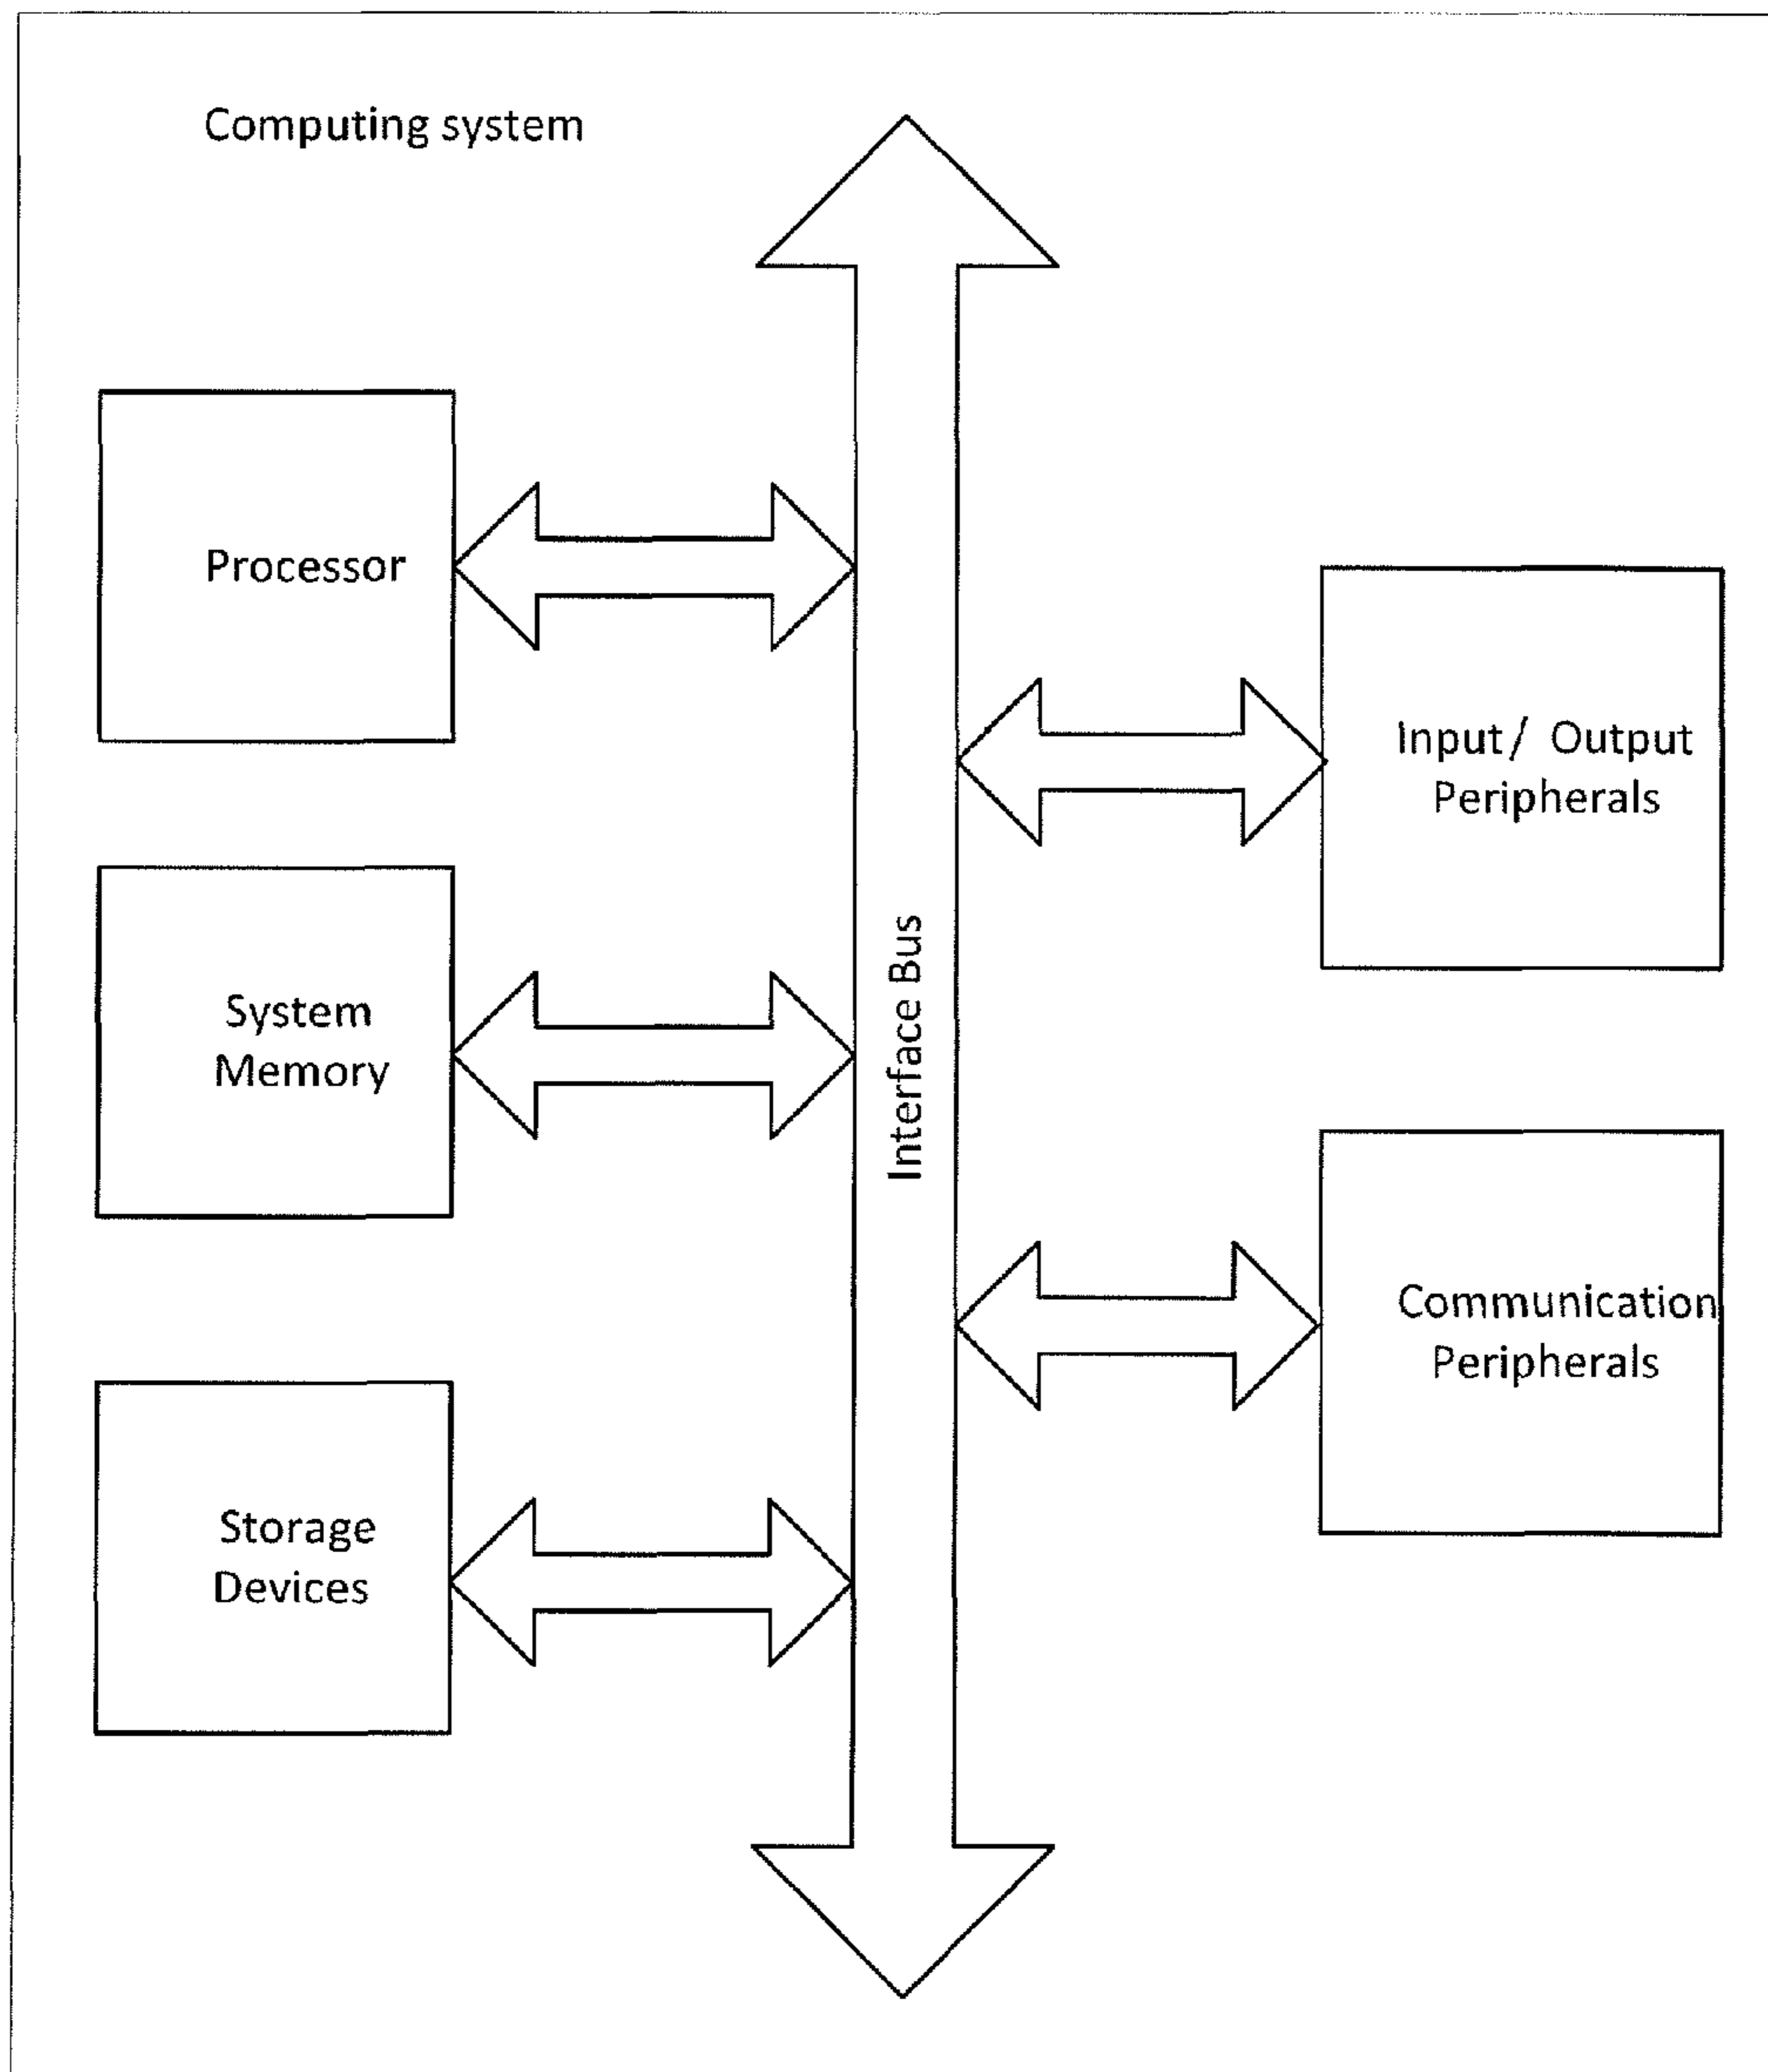 Computing system
Processor
System
Memory
Storage
Devices
Interface Bus
Input/ Output
Peripherals
Communication
Peripherals